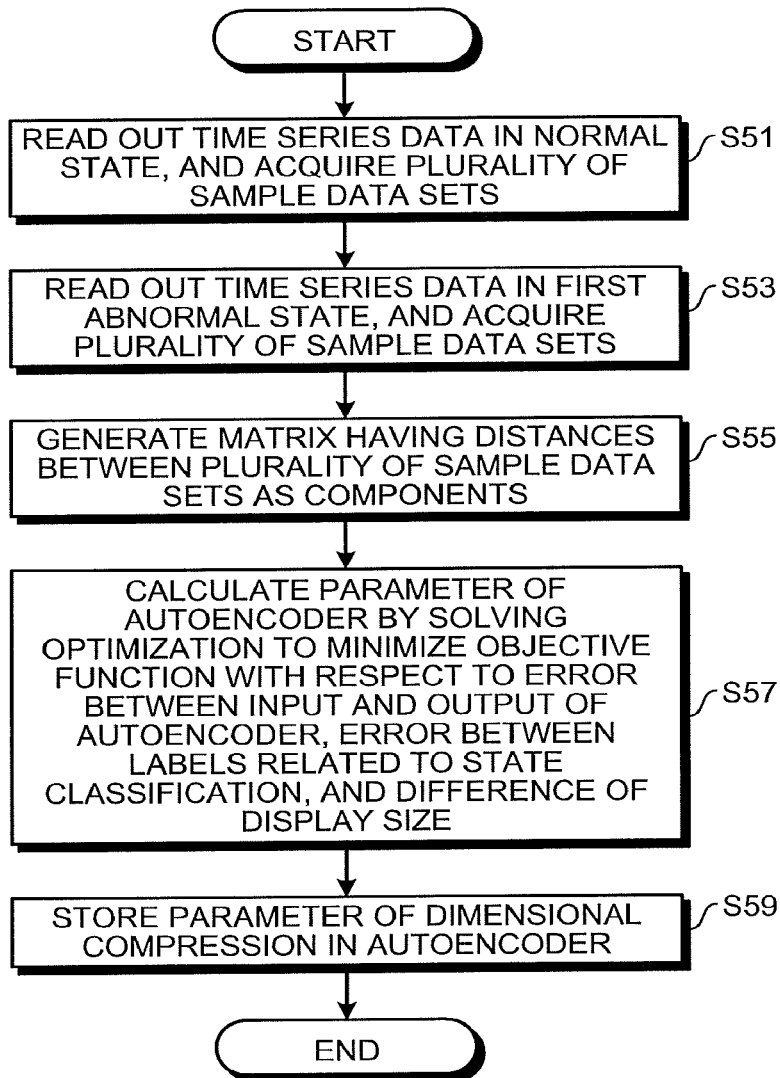 START
READ OUT TIME SERIES DATA IN NORMAL
STATE, AND ACQUIRE PLURALITY OF
SAMPLE DATA SETS
S51
READ OUT TIME SERIES DATA IN FIRST
ABNORMAL STATE, AND ACQUIRE
PLURALITY OF SAMPLE DATA SETS
S53
GENERATE MATRIX HAVING DISTANCES
BETWEEN PLURALITY OF SAMPLE DATA
SETS AS COMPONENTS
S55
CALCULATE PARAMETER OF
AUTOENCODER BY SOLVING
OPTIMIZATION TO MINIMIZE OBJECTIVE
FUNCTION WITH RESPECT TO ERROR
BETWEEN INPUT AND OUTPUT OF
AUTOENCODER, ERROR BETWEEN
LABELS RELATED TO STATE
CLASSIFICATION, AND DIFFERENCE OF
DISPLAY SIZE
S57
STORE PARAMETER OF DIMENSIONAL
COMPRESSION IN AUTOENCODER
S59
END